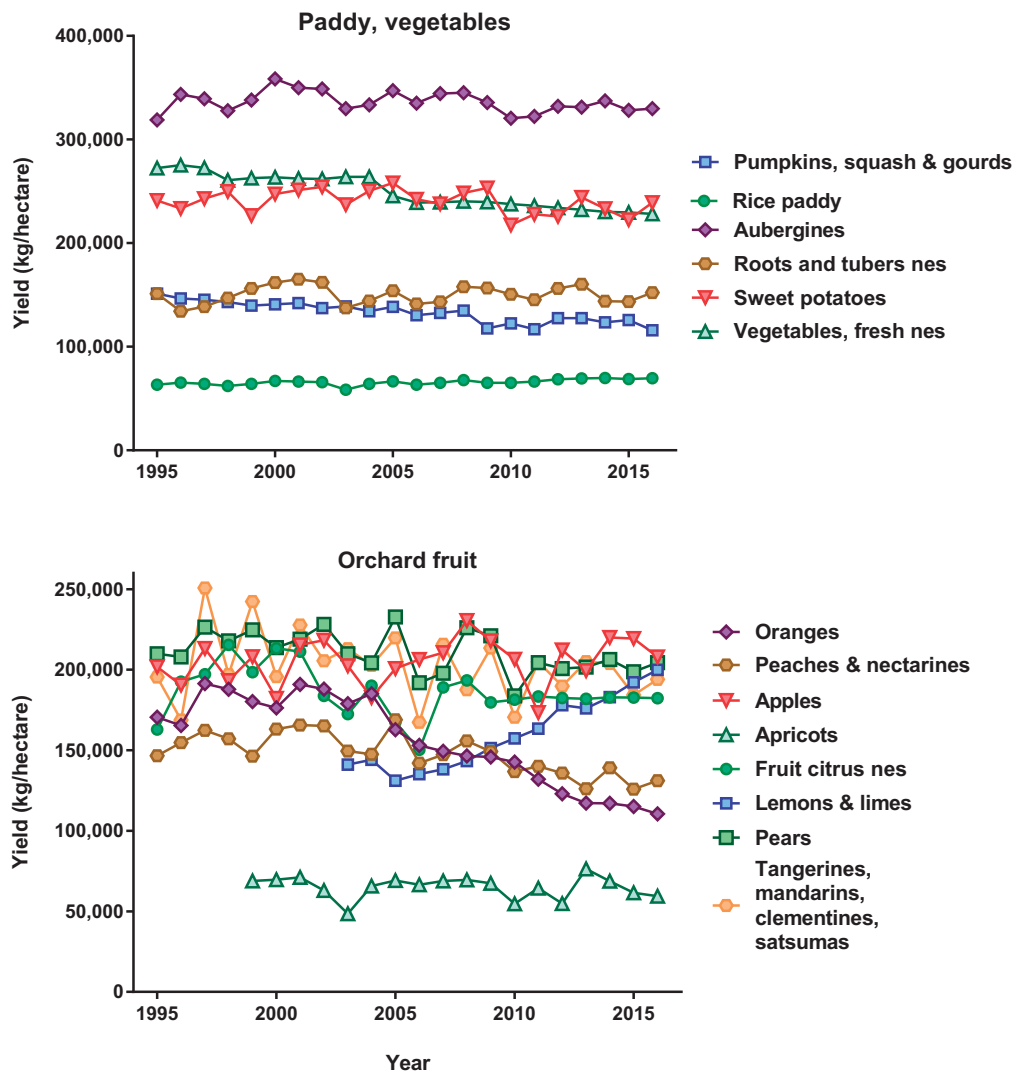 Paddy, vegetables
400,000
300,000
200,000
100,000
0
Yield (kg/hectare)
1995
2000
2005
2010
2015
Pumpkins, squash & gourds
Rice paddy
Aubergines
Roots and tubers nes
Sweet potatoes
Vegetables, fresh nes
Orchard fruit
250,000
200,000
150,000
100,000
50,000
0
Yield (kg/hectare)
1995
2000
2005
2010
2015
Year
Oranges
Peaches & nectarines
Apples
Apricots
Fruit citrus nes
Lemons & limes
Pears
Tangerines,
mandarins,
clementines,
satsumas